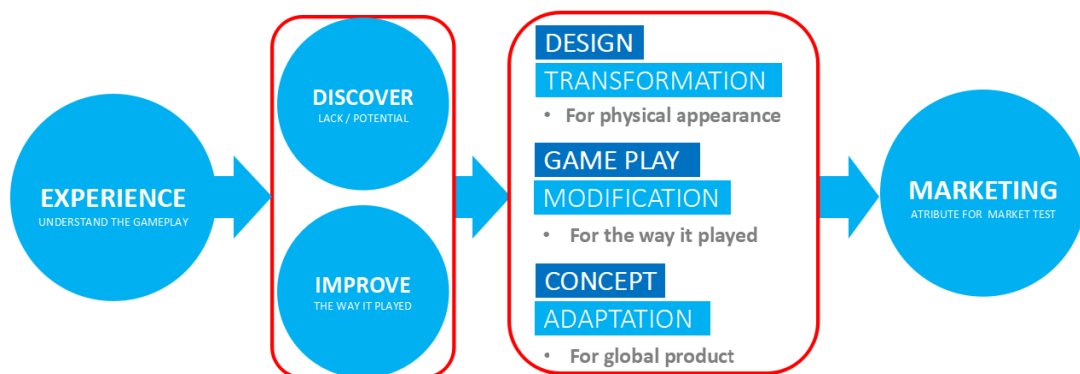 EXPERIENCE
UNDERSTAND THE GAMEPLAY
DISCOVER
LACK / POTENTIAL
IMPROVE
THE WAY IT PLAYED
DESIGN
TRANSFORMATION
• For physical appearance
GAME PLAY
MODIFICATION
• For the way it played
CONCEPT
ADAPTATION
• For global product
MARKETING
ATRIBUTE FOR MARKET TEST